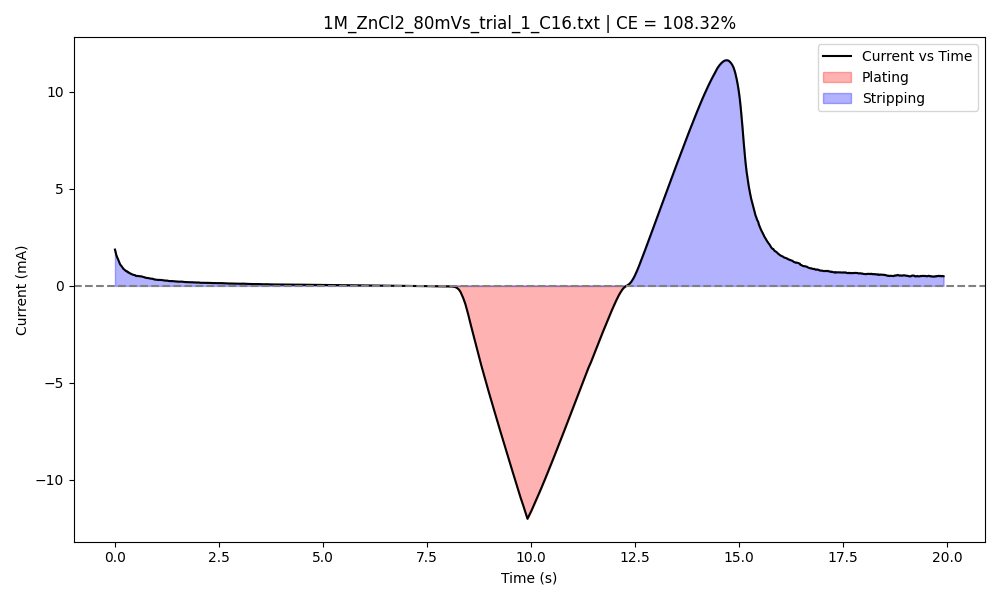 1M_ZnCl2_80mVs_trial_1_C16.txt | CE = 108.32%
Current vs Time
Plating
Stripping
10
5
0
−5
−10
Current (mA)
0.0 2.5 5.0 7.5 10.0 12.5 15.0 17.5 20.0
Time (s)